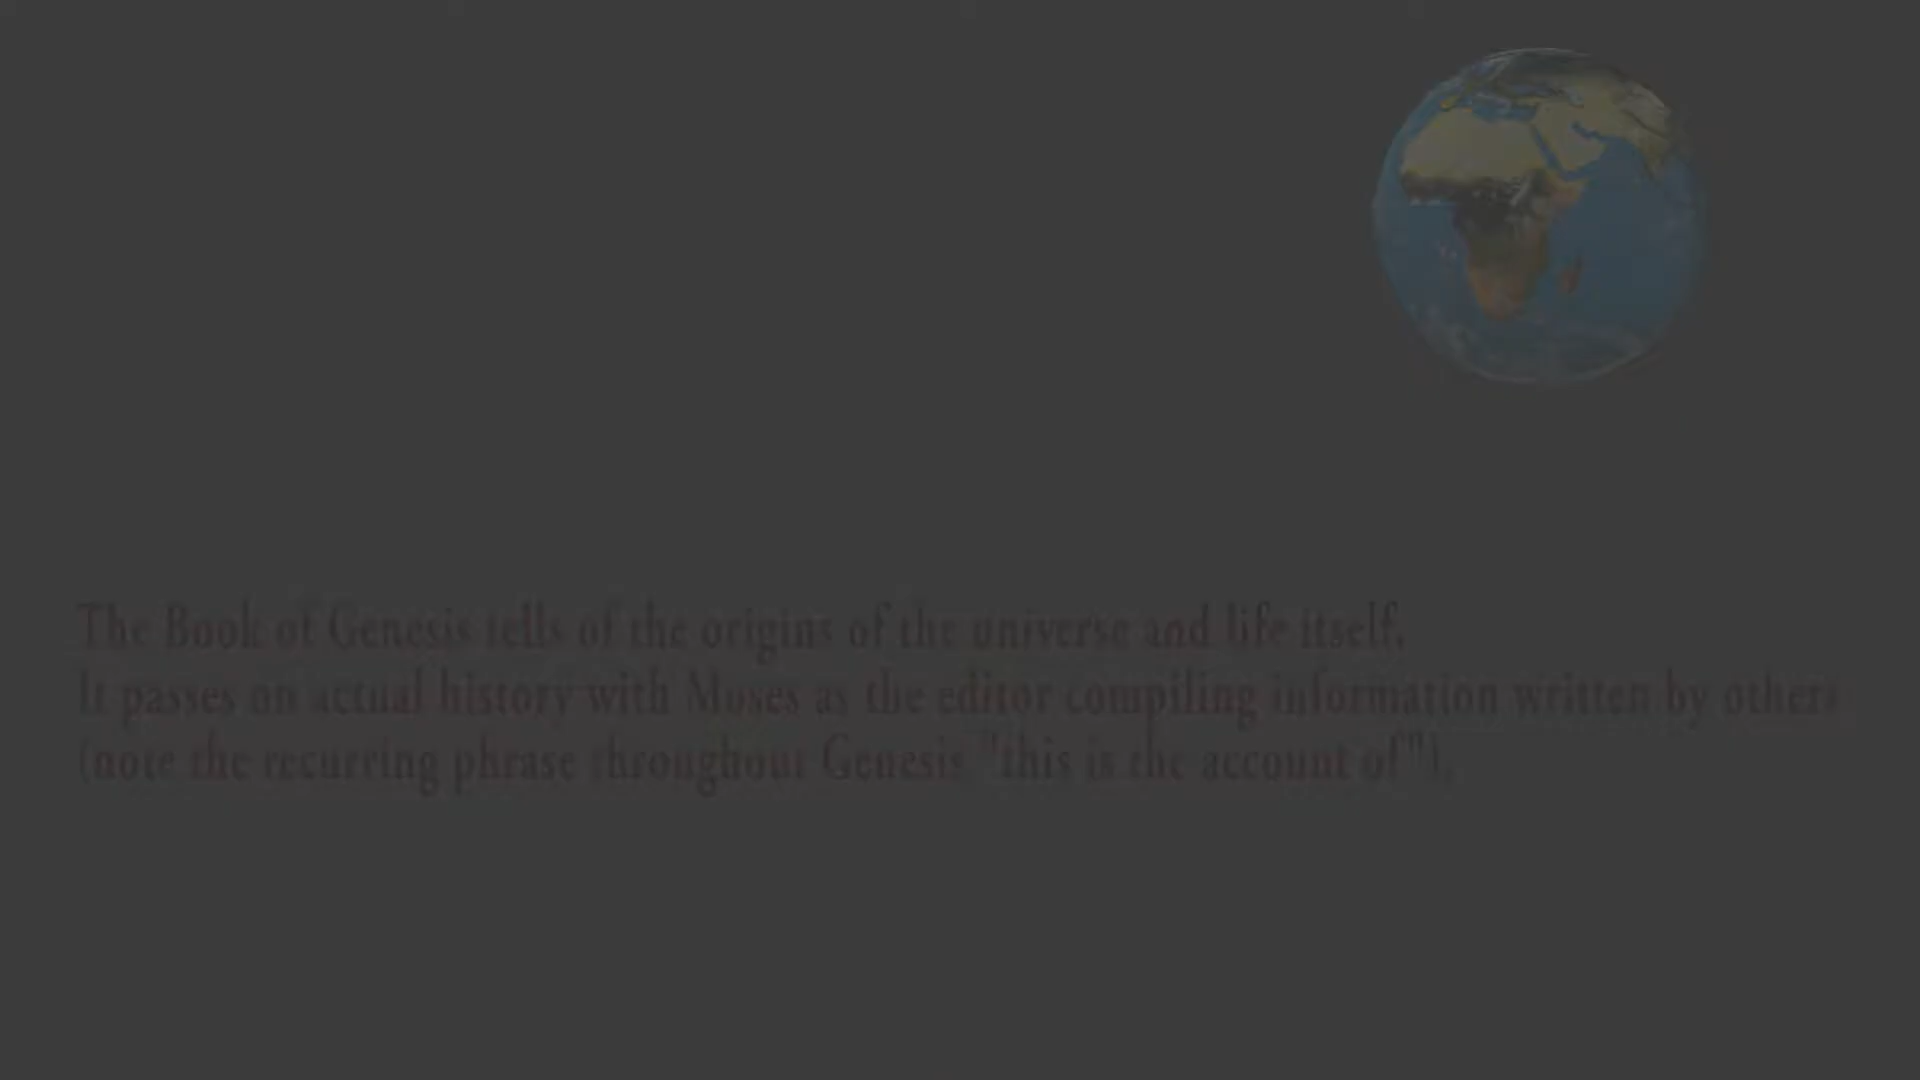 The Book of Genesis tells of the origins of the universe and life itself.
It passes on actual history with Moses as the editor compiling information written by others
(note the recurring phrase throughout Genesis "this is the account of").